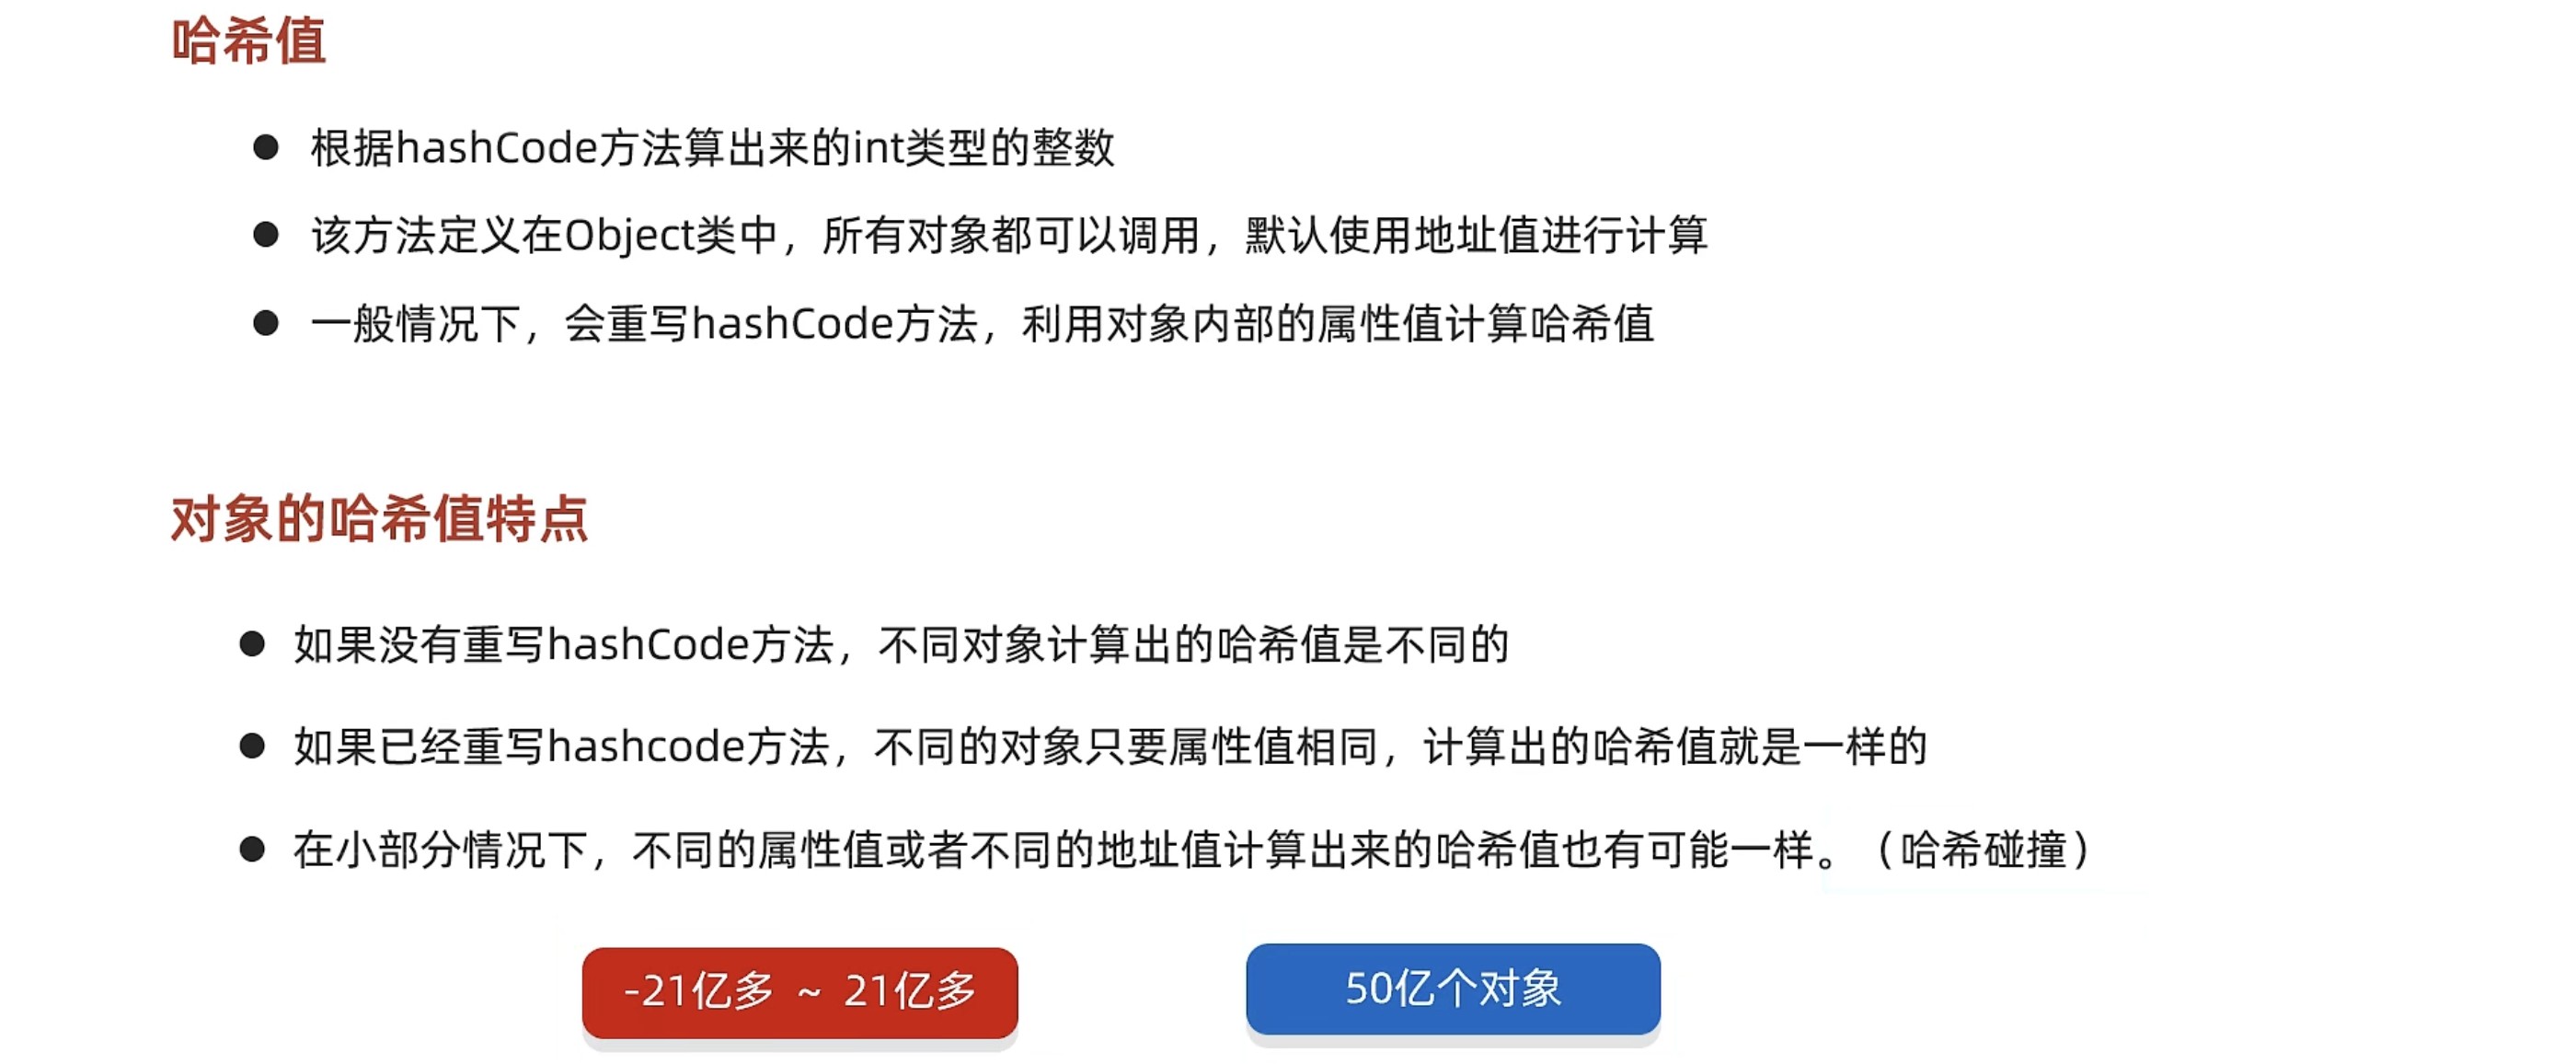 哈希值
● 根据hashCode方法算出来的int类型的整数
● 该方法定义在Object类中，所有对象都可以调用，默认使用地址值进行计算
● 一般情况下，会重写hashCode方法，利用对象内部的属性值计算哈希值
对象的哈希值特点
● 如果没有重写hashCode方法，不同对象计算出的哈希值是不同的
● 如果已经重写hashcode方法，不同的对象只要属性值相同，计算出的哈希值就是一样的
● 在小部分情况下，不同的属性值或者不同的地址值计算出来的哈希值也有可能一样。（哈希碰撞）
-21亿多 ~ 21亿多
50亿个对象